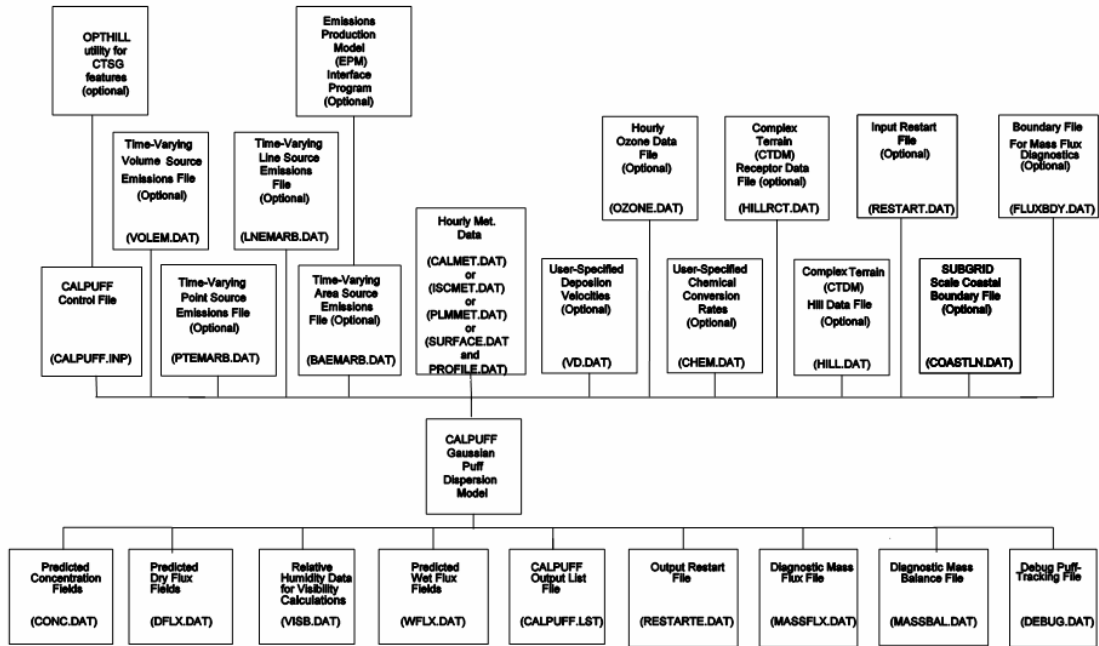 OPTHILL
utility for
CTSG
features
(optional)
Emissions
Production
Model
(EPM)
Interface
Program
(Optional)
Time-Varying
Volume Source
Emissions File
(Optional)
(VOLEM.DAT)
Time-Varying
Line Source
Emissions
File
(Optional)
(LNEMARB.DAT)
Hourly
Ozone Data
File
(Optional)
(OZONE.DAT)
Complex
Terrain
(CTDM)
Receptor Data
File (optional)
(HILLRCT.DAT)
Input Restart
File
(Optional)
(RESTART.DAT)
Boundary File
For Mass Flux
Diagnostics
(Optional)
(FLUXBDY.DAT)
CALPUFF
Control File
(CALPUFF.INP)
Time-Varying
Point Source
Emissions File
(Optional)
(PTEMARB.DAT)
Time-Varying
Area Source
Emissions
File (Optional)
(BAEMARB.DAT)
Hourly Met.
Data
(CALMET.DAT)
or
(ISCMET.DAT)
or
(PLMMET.DAT)
or
(SURFACE.DAT
and
PROFILE.DAT)
User-Specified
Deposiion
Velocities
(Optional)
(VD.DAT)
User-Specified
Chemical
Conversion
Rates
(Optional)
(CHEM.DAT)
Complex Terrain
(CTDM)
Hill Data File
(Optional)
(HILL.DAT)
SUBGRID
Scale Coastal
Boundary File
(Optional)
(COASTLN.DAT)
CALPUFF
Gaussian
Puff
Dispersion
Model
Predicted
Concentration
Fields
(CONC.DAT)
Predicted
Dry Flux
Fields
(DFLX.DAT)
Relative
Humidity Data
for Visibility
Calculations
(VISB.DAT)
Predicted
Wet Flux
Fields
(WFLX.DAT)
CALPUFF
Output List
File
(CALPUFF.LST)
Output Restart
File
(RESTARTE.DAT)
Diagnostic Mass
Flux File
(MASSFLX.DAT)
Diagnostic Mass
Balance File
(MASSBAL.DAT)
Debug Puff-
Tracking File
(DEBUG.DAT)